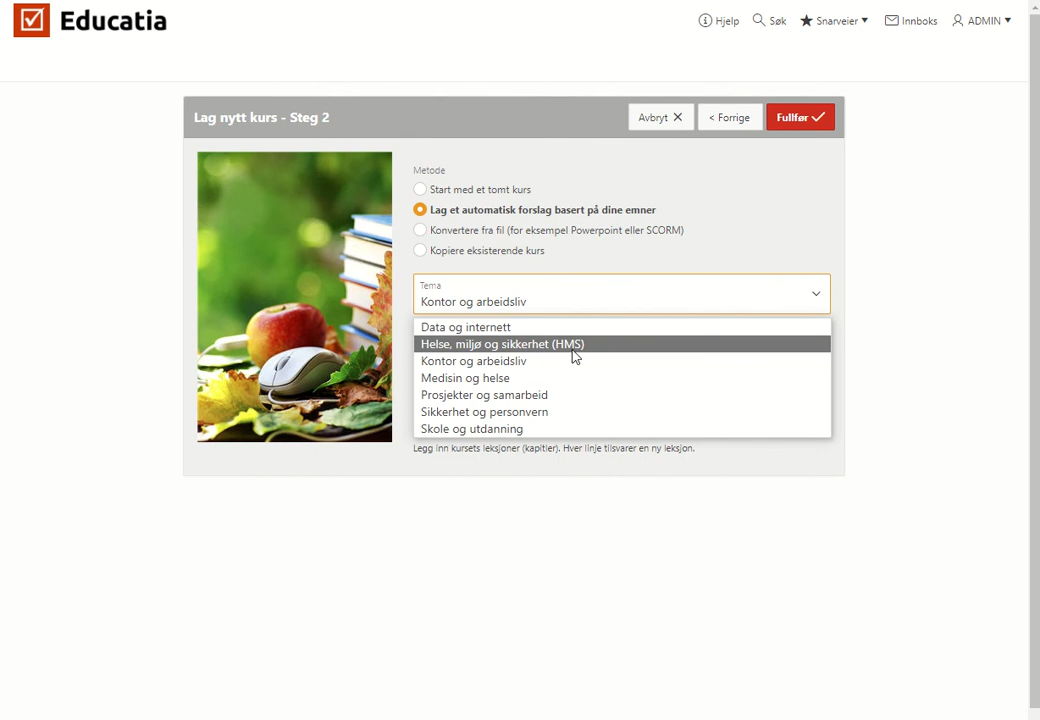 Educatia
Hjelp Søk Snarveier Innboks ADMIN
Lag nytt kurs - Steg 2
Avbryt < Forrige Fullfør
Metode
Start med et tomt kurs
Lag et automatisk forslag basert på dine emner
Konvertere fra fil (for eksempel Powerpoint eller SCORM)
Kopiere eksisterende kurs
Tema
Kontor og arbeidsliv
Data og internett
Helse, miljø og sikkerhet (HMS)
Kontor og arbeidsliv
Medisin og helse
Prosjekter og samarbeid
Sikkerhet og personvern
Skole og utdanning
Legg inn kursets leksjoner (kapitler). Hver linje tilsvarer en ny leksjon.